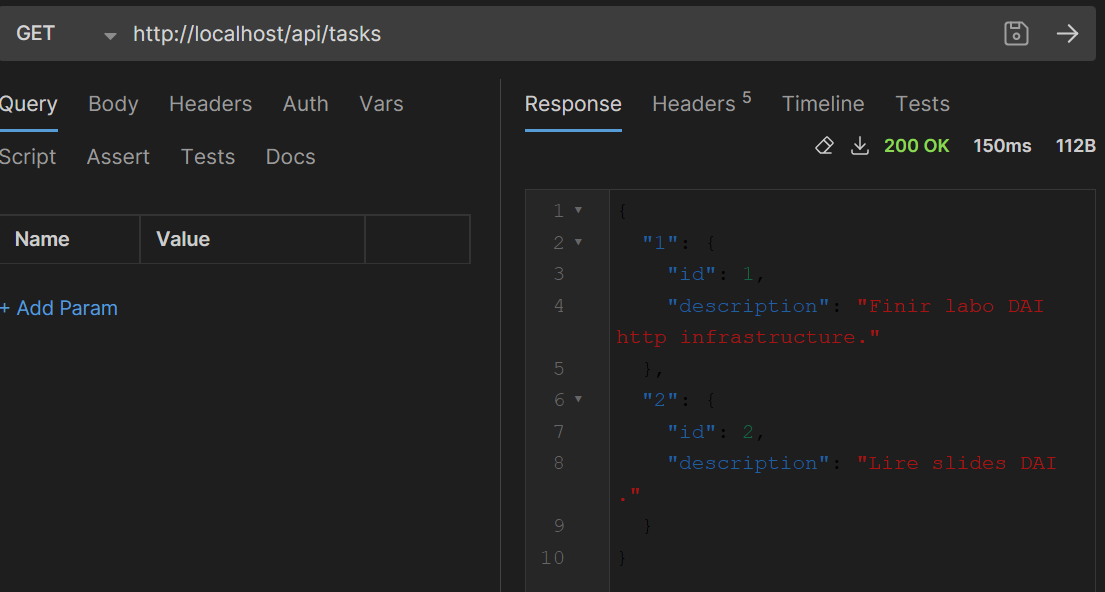 GET http://localhost/api/tasks
Query Body Headers Auth Vars
Script Assert Tests Docs
Name Value
+ Add Param
Response Headers 5 Timeline Tests
200 OK 150ms 112B
1 {
2 "1": {
3 "id": 1,
4 "description": "Finir labo DAI
http infrastructure."
5 },
6 "2": {
7 "id": 2,
8 "description": "Lire slides DAI
."
9 }
10 }